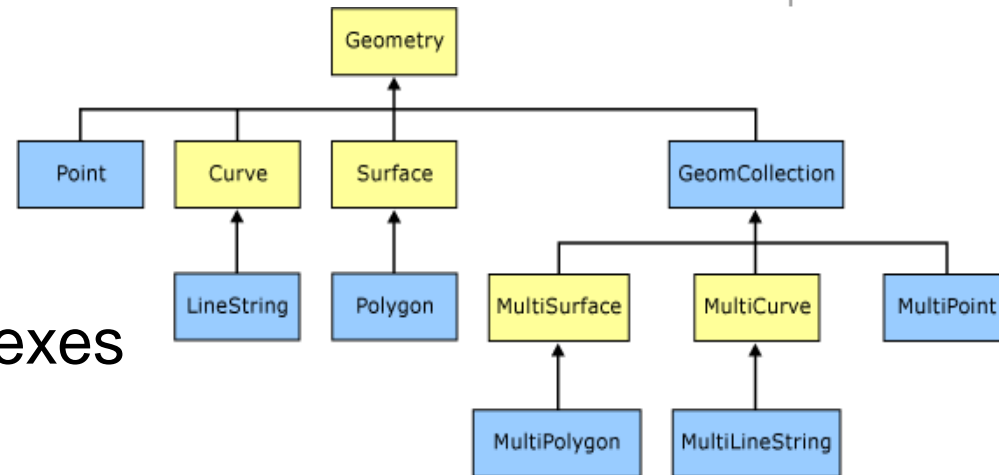 Geometry
Point
Curve
Surface
GeomCollection
LineString
Polygon
MultiSurface
MultiCurve
MultiPoint
exes
MultiPolygon
MultiLineString